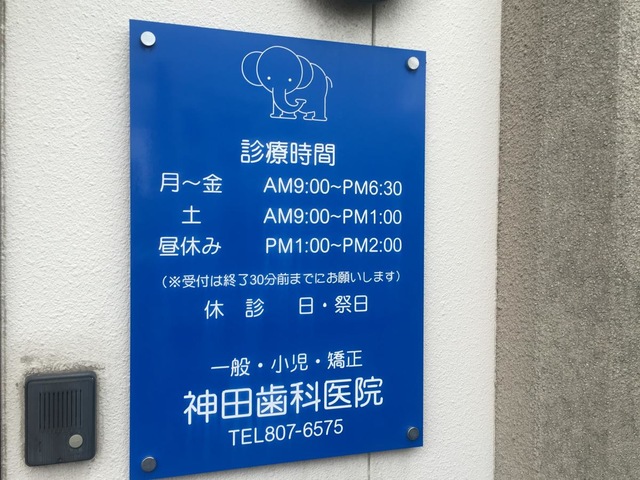 診療時間
月〜金 AM9:00~PM6:30
土 AM9:00~PM1:00
昼休み PM1:00~PM2:00
(※受付は終了30分前までにお願いします)
休診 日・祭日
一般・小児・矯正
神田歯科医院
TEL807-6575